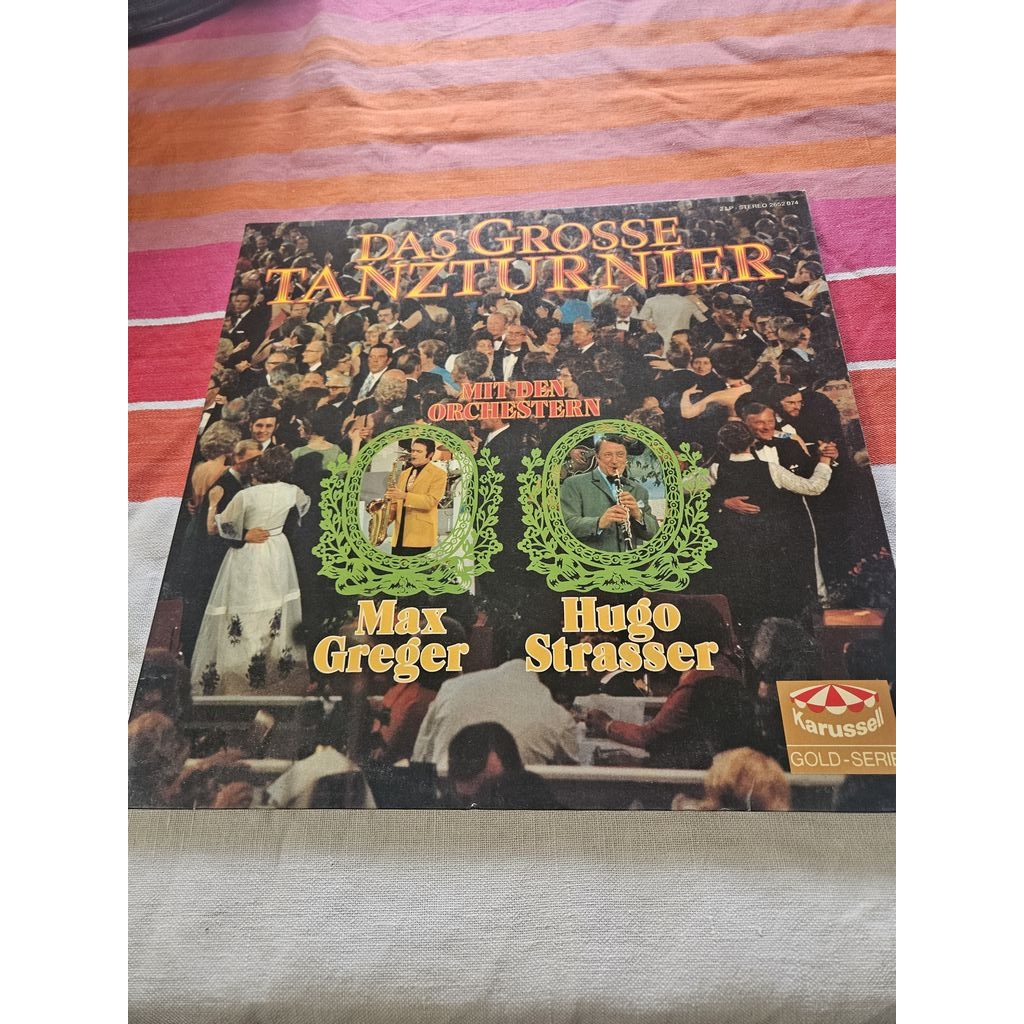 2 LP · STEREO 2652 074
DAS GROSSE
TANZTURNIER
MIT DEN
ORCHESTERN
Max
Greger
Hugo
Strasser
Karussell
GOLD-SERIE